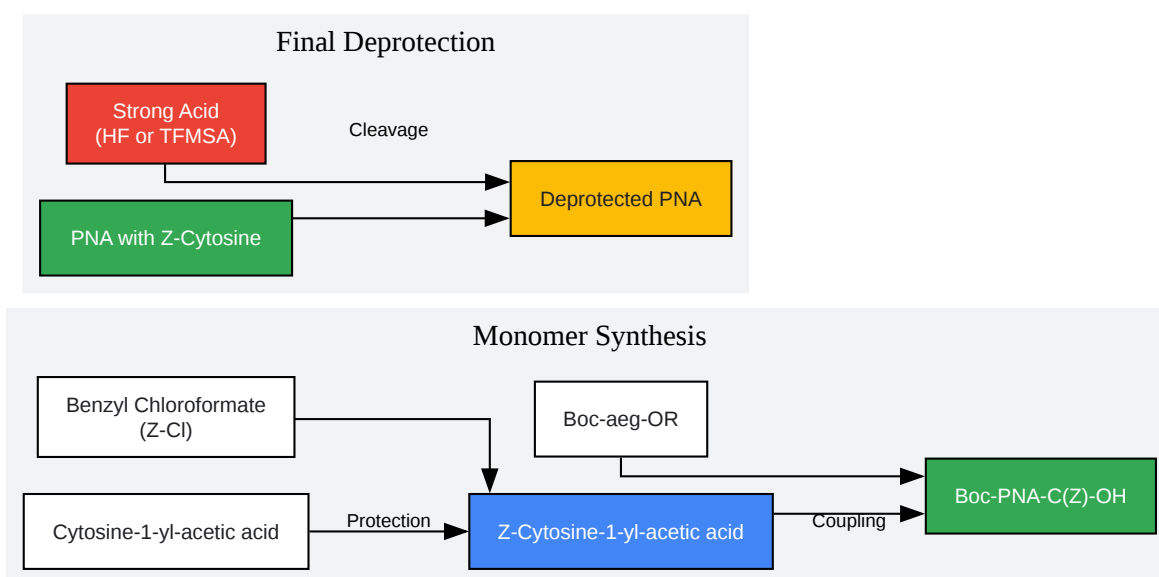 Final Deprotection
Strong Acid
(HF or TFMSA)
Cleavage
Deprotected PNA
PNA with Z-Cytosine
Monomer Synthesis
Benzyl Chloroformate
(Z-Cl)
Boc-aeg-OR
Boc-PNA-C(Z)-OH
Cytosine-1-yl-acetic acid
Protection
Z-Cytosine-1-yl-acetic acid
Coupling